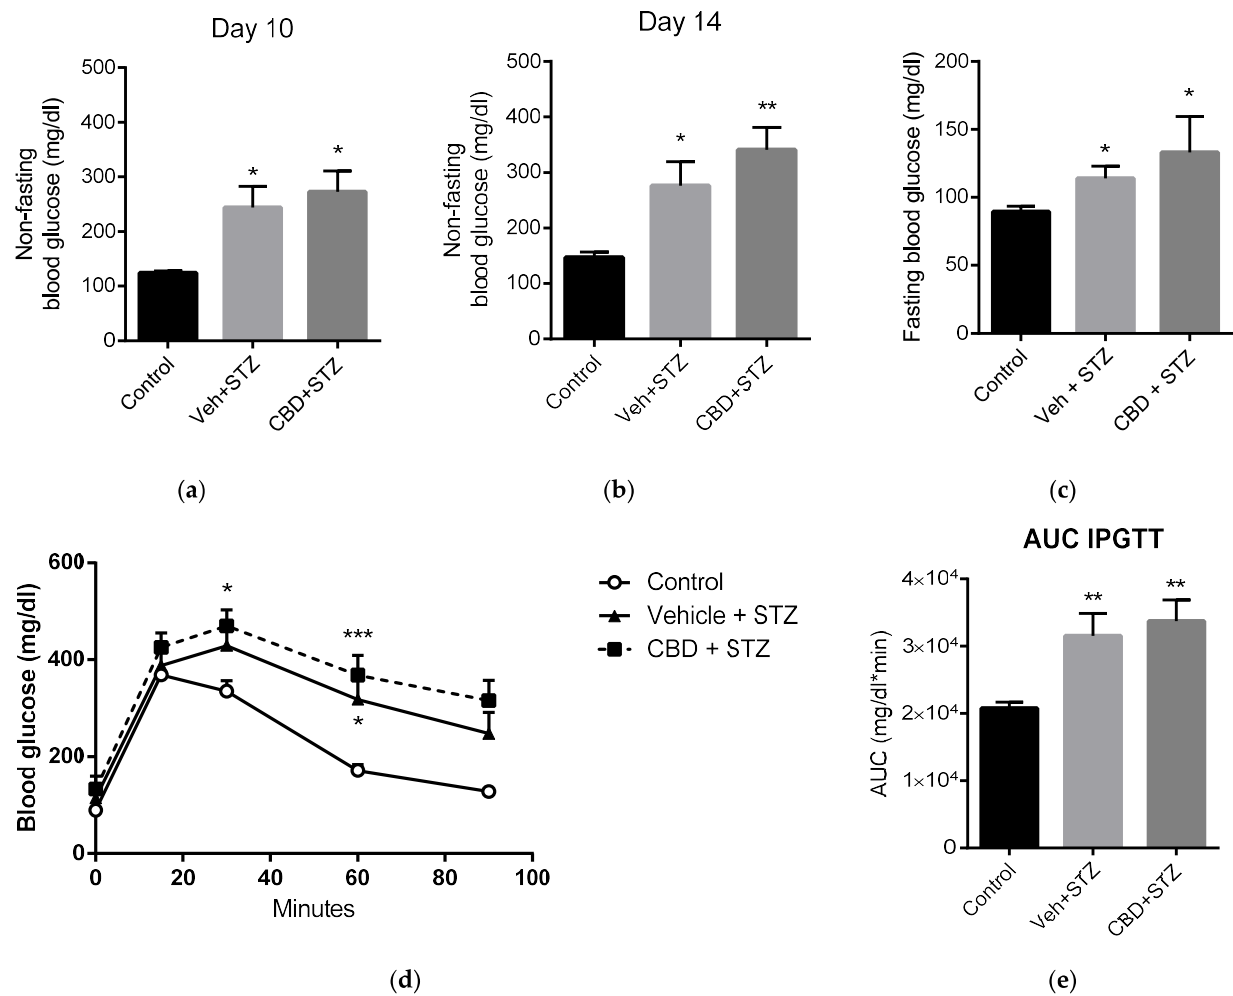 Day 10
500
400
300
200
100
0
Non-fasting
blood glucose (mg/dl)
*
*
Control
Veh+STZ
CBD+STZ
(a)
Day 14
500
400
300
200
100
0
Non-fasting
blood glucose (mg/dl)
*
**
Control
Veh+STZ
CBD+STZ
(b)
200
150
100
50
0
Fasting blood glucose (mg/dl)
*
*
Control
Veh + STZ
CBD + STZ
(c)
600
400
200
0
Blood glucose (mg/dl)
*
***
*
0 20 40 60 80 100
Minutes
Control
Vehicle + STZ
CBD + STZ
(d)
AUC IPGTT
4×10⁴
3×10⁴
2×10⁴
1×10⁴
0
AUC (mg/dl*min)
**
**
Control
Veh+STZ
CBD+STZ
(e)